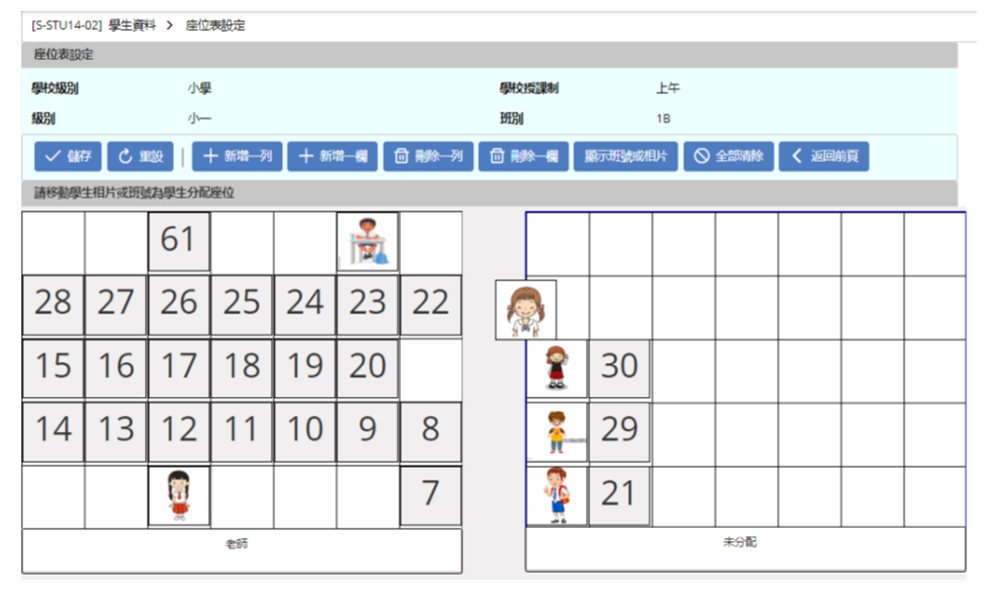 [S-STU14-02] 學生資料 > 座位表設定
座位表設定
學校級別 小學 學校授課制 上午
級別 小一 班別 1B
儲存 重設 | 新增一列 新增一欄 刪除一列 刪除一欄 顯示班號或相片 全部清除 返回前頁
請移動學生相片或班號為學生分配座位
61
28 27 26 25 24 23 22
15 16 17 18 19 20 30
14 13 12 11 10 9 8 29
7 21
老師 未分配